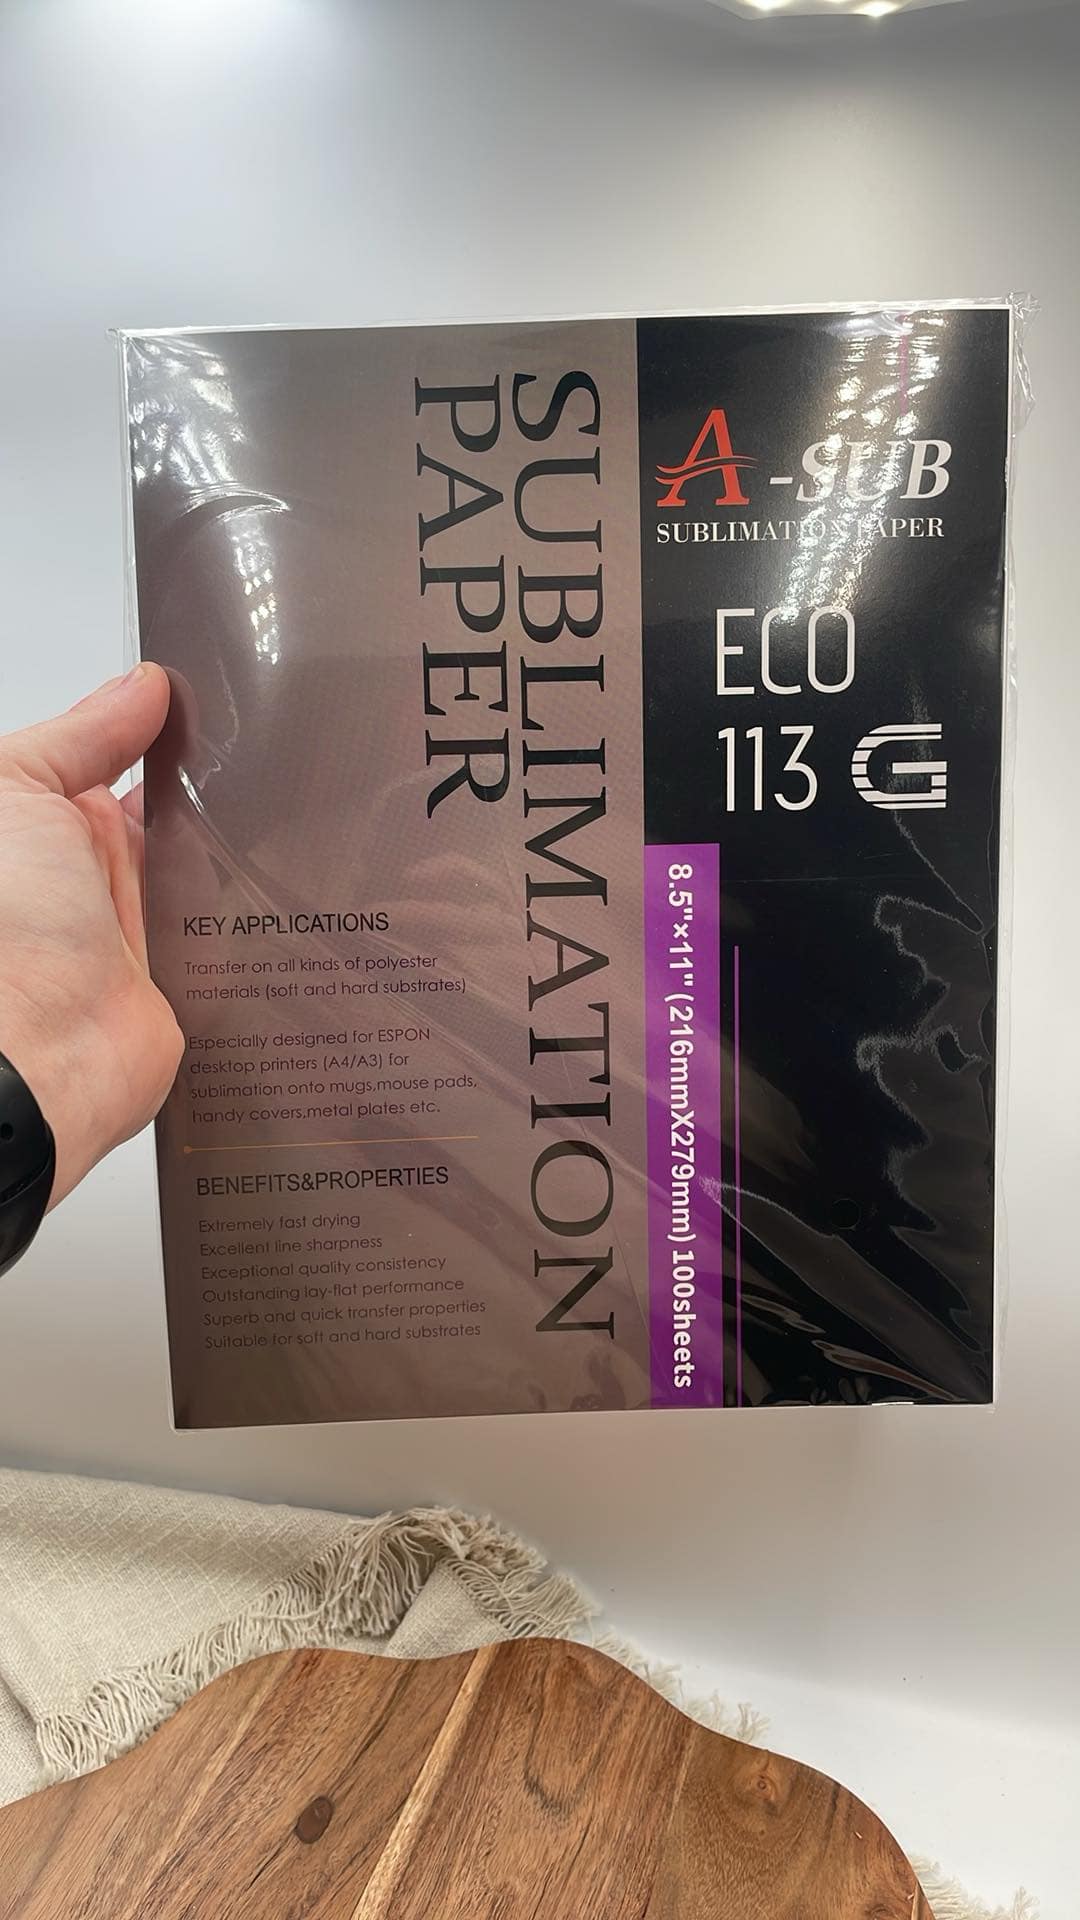 A-SUB
SUBLIMATION PAPER
ECO
113 G
8.5"×11" (216mmX279mm) 100sheets
SUBLIMATION
PAPER
KEY APPLICATIONS
Transfer on all kinds of polyester
materials (soft and hard substrates)
Especially designed for ESPON
desktop printers (A4/A3) for
sublimation onto mugs,mouse pads,
handy covers,metal plates etc.
BENEFITS&PROPERTIES
Extremely fast drying
Excellent line sharpness
Exceptional quality consistency
Outstanding lay-flat performance
Superb and quick transfer properties
Suitable for soft and hard substrates